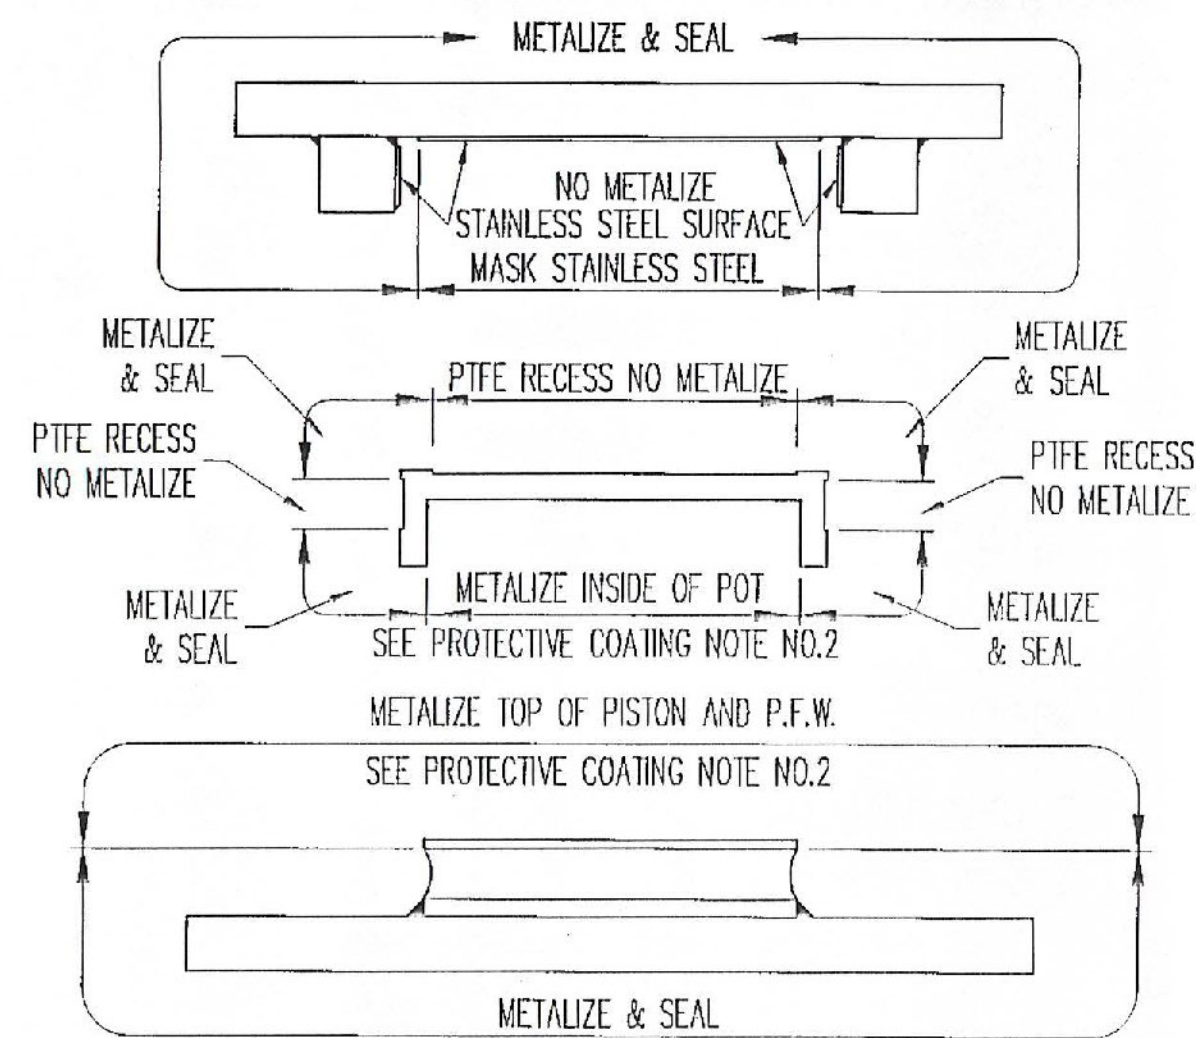 METALIZE & SEAL
NO METALIZE
STAINLESS STEEL SURFACE
MASK STAINLESS STEEL
METALIZE
& SEAL
PTFE RECESS NO METALIZE
METALIZE
& SEAL
PTFE RECESS
NO METALIZE
PTFE RECESS
NO METALIZE
METALIZE
& SEAL
METALIZE INSIDE OF POT
SEE PROTECTIVE COATING NOTE NO.2
METALIZE
& SEAL
METALIZE TOP OF PISTON AND P.F.W.
SEE PROTECTIVE COATING NOTE NO.2
METALIZE & SEAL